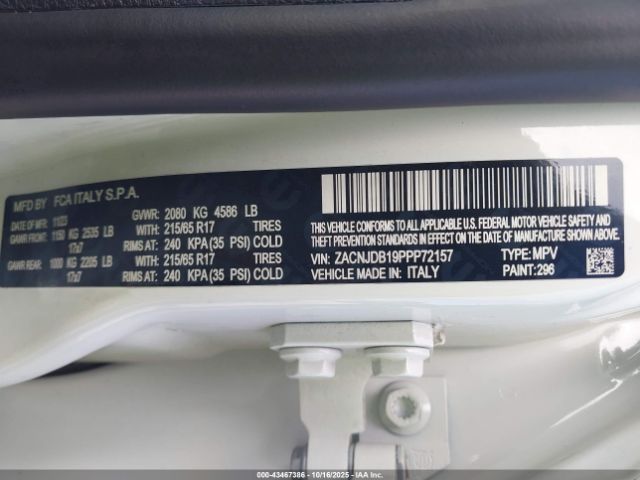 MFD BY FCA ITALY S.P.A.
DATE OF MFR: 11/23 GVWR: 2080 KG 4586 LB
GAWR FRONT: 1150 KG 2535 LB WITH: 215/65 R17 TIRES
17x7 RIMS AT: 240 KPA (35 PSI) COLD
GAWR REAR: 1000 KG 2205 LB WITH: 215/65 R17 TIRES
17x7 RIMS AT: 240 KPA (35 PSI) COLD
THIS VEHICLE CONFORMS TO ALL APPLICABLE
FEDERAL MOTOR VEHICLE SAFETY, BUMPER, AND
THEFT PREVENTION STANDARDS IN EFFECT ON
THE DATE OF MANUFACTURE SHOWN ABOVE.
VIN: ZACNJDB19PPP72157 TYPE: MPV
VEHICLE MADE IN: ITALY PAINT: 296
000-43467386 | 10/16/2025 | IAA Inc.